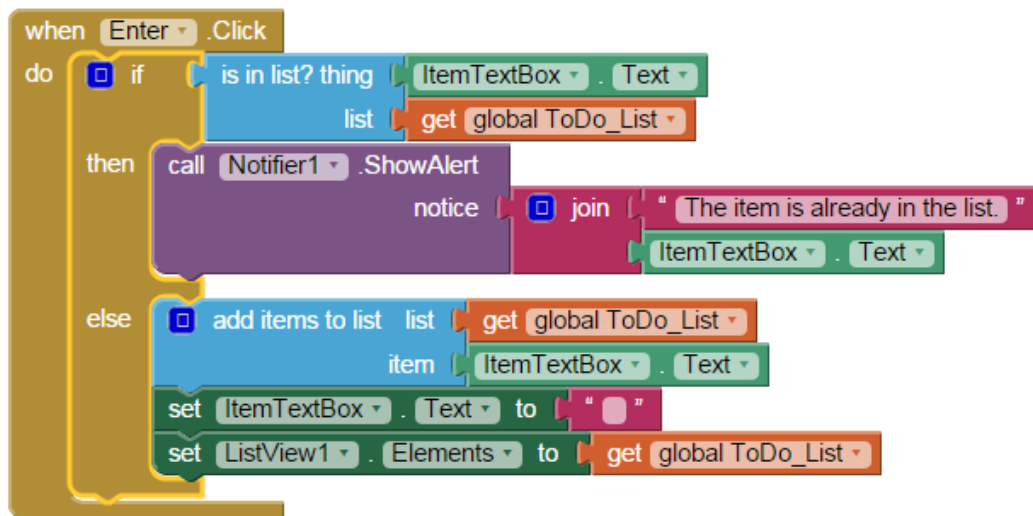 when Enter .Click
do if is in list? thing ItemTextBox . Text
list get global ToDo_List
then call Notifier1 .ShowAlert
notice join " The item is already in the list. "
ItemTextBox . Text
else add items to list list get global ToDo_List
item ItemTextBox . Text
set ItemTextBox . Text to " "
set ListView1 . Elements to get global ToDo_List